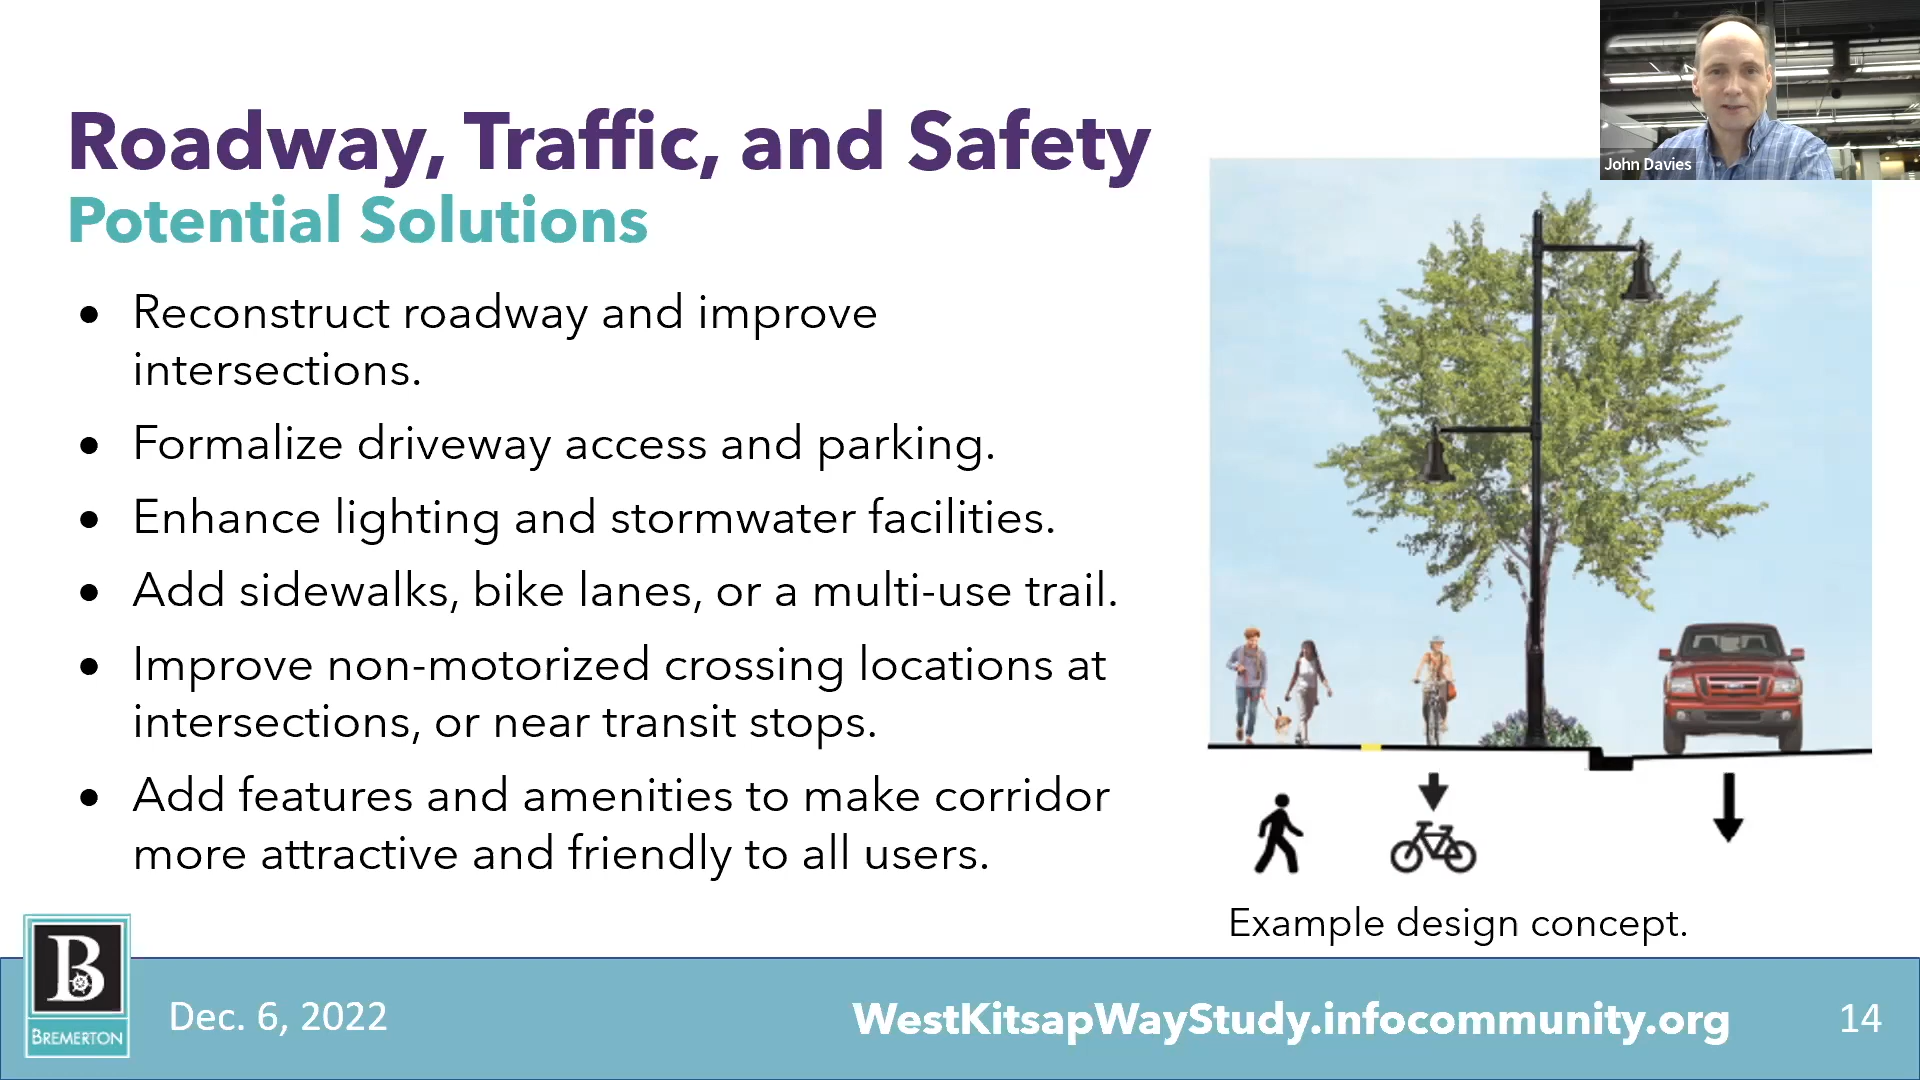 John Davies
Roadway, Traffic, and Safety
Potential Solutions
• Reconstruct roadway and improve
intersections.
• Formalize driveway access and parking.
• Enhance lighting and stormwater facilities.
• Add sidewalks, bike lanes, or a multi-use trail.
• Improve non-motorized crossing locations at
intersections, or near transit stops.
• Add features and amenities to make corridor
more attractive and friendly to all users.
Example design concept.
B
BREMERTON
Dec. 6, 2022
WestKitsapWayStudy.infocommunity.org
14